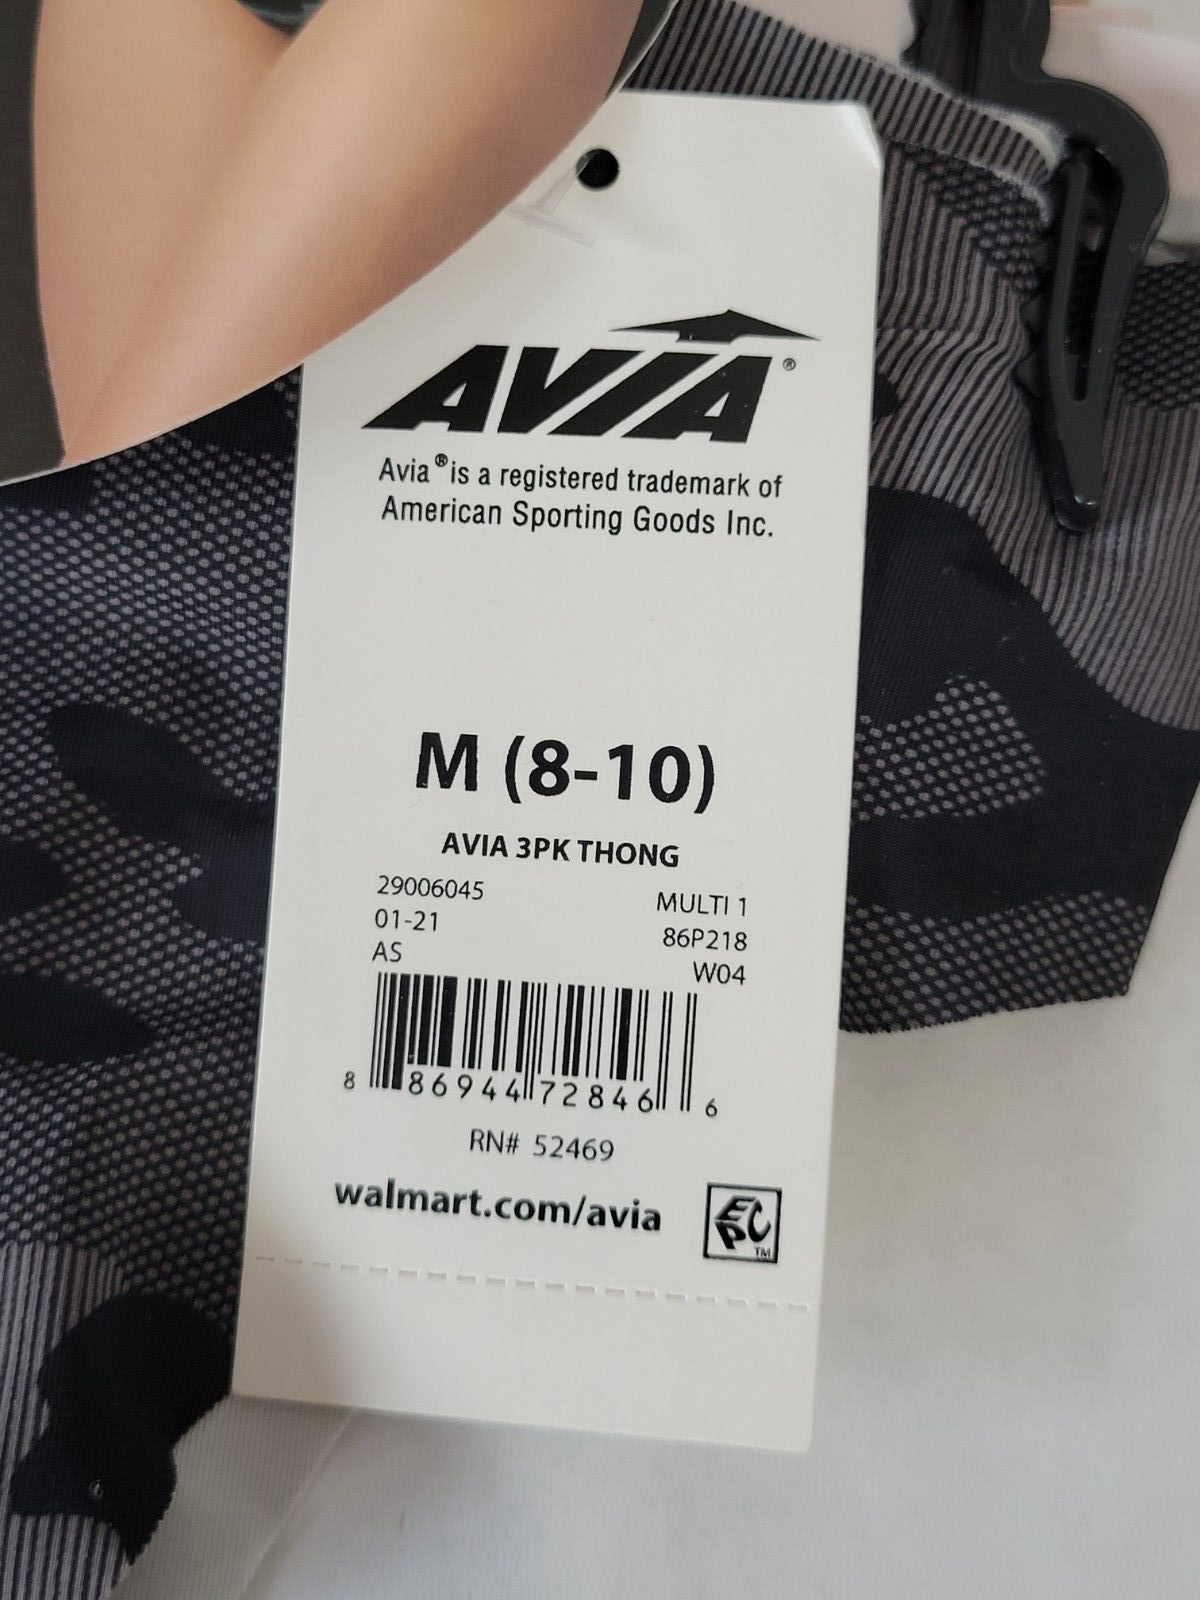 AVIA®
Avia® is a registered trademark of
American Sporting Goods Inc.
M (8-10)
AVIA 3PK THONG
29006045 MULTI 1
01-21 86P218
AS W04
8 86944 72846 6
RN# 52469
walmart.com/avia
EPC™